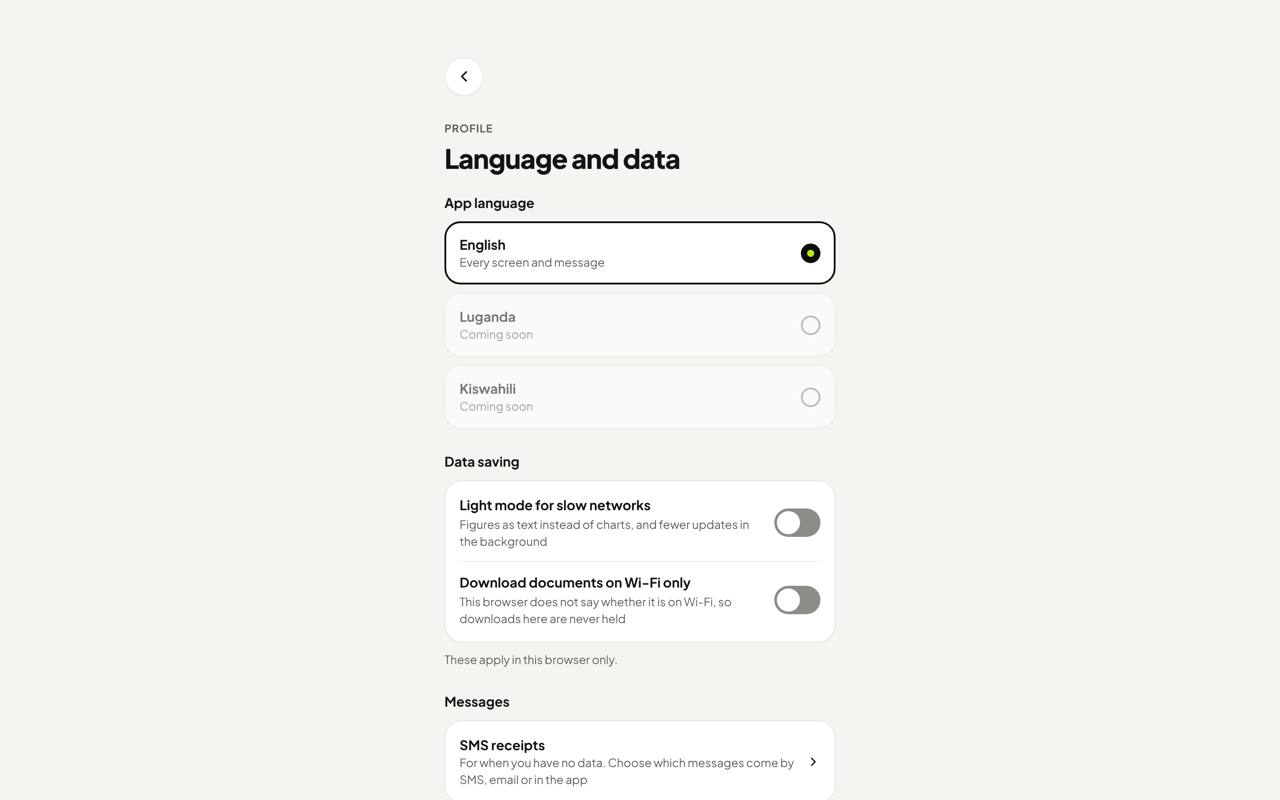 PROFILE
Language and data
App language
English
Every screen and message
Luganda
Coming soon
Kiswahili
Coming soon
Data saving
Light mode for slow networks
Figures as text instead of charts, and fewer updates in
the background
Download documents on Wi-Fi only
This browser does not say whether it is on Wi-Fi, so
downloads here are never held
These apply in this browser only.
Messages
SMS receipts
For when you have no data. Choose which messages come by
SMS, email or in the app